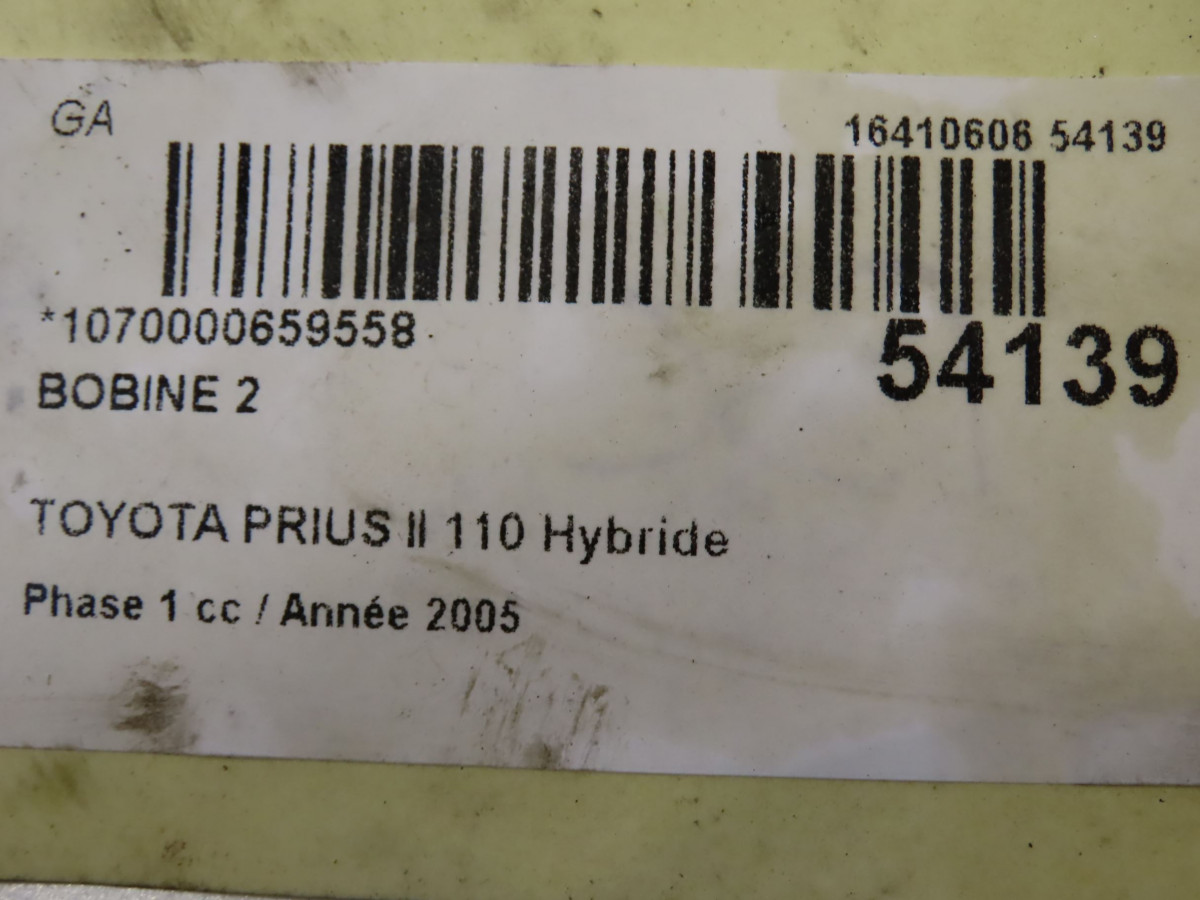 GA
16410606 54139
*1070000659558
54139
BOBINE 2
TOYOTA PRIUS II 110 Hybride
Phase 1 cc / Année 2005